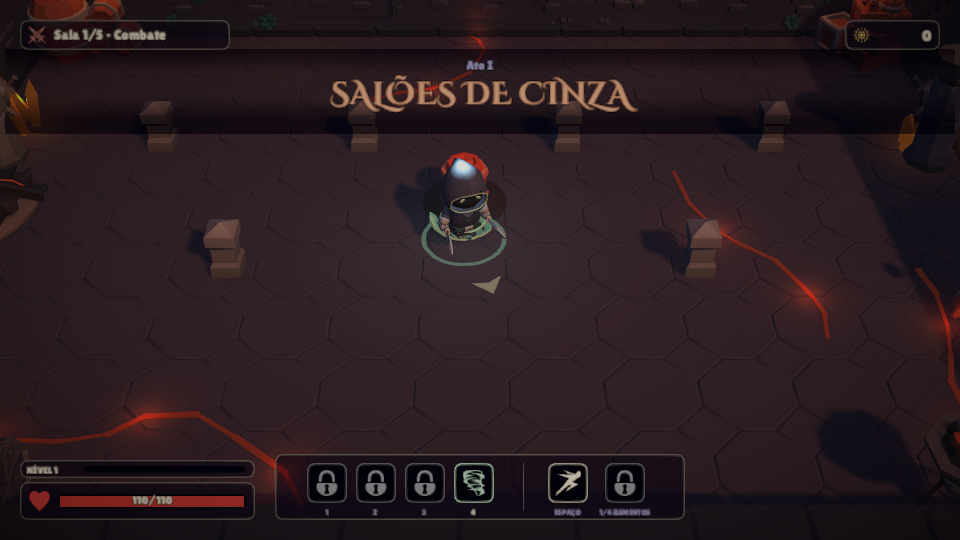 Sala 1/5 - Combate
0
Ato I
SALÕES DE CINZA
NÍVEL 1
110/110
1
2
3
4
ESPAÇO
1/4 ELEMENTOS